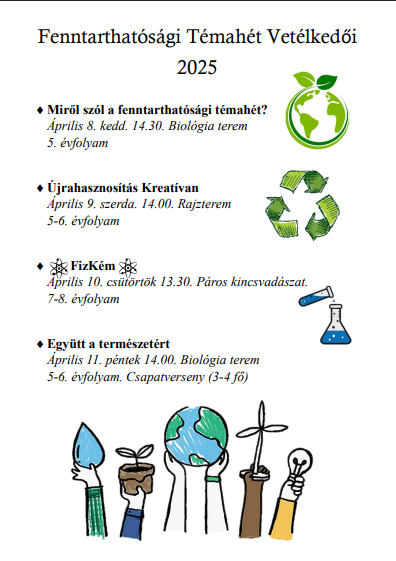 Fenntarthatósági Témahét Vetélkedői
2025
♦ Miről szól a fenntarthatósági témahét?
Április 8. kedd. 14.30. Biológia terem
5. évfolyam
♦ Újrahasznosítás Kreatívan
Április 9. szerda. 14.00. Rajzterem
5-6. évfolyam
♦ FizKém
Április 10. csütörtök 13.30. Páros kincsvadászat.
7-8. évfolyam
♦ Együtt a természetért
Április 11. péntek 14.00. Biológia terem
5-6. évfolyam. Csapatverseny (3-4 fő)